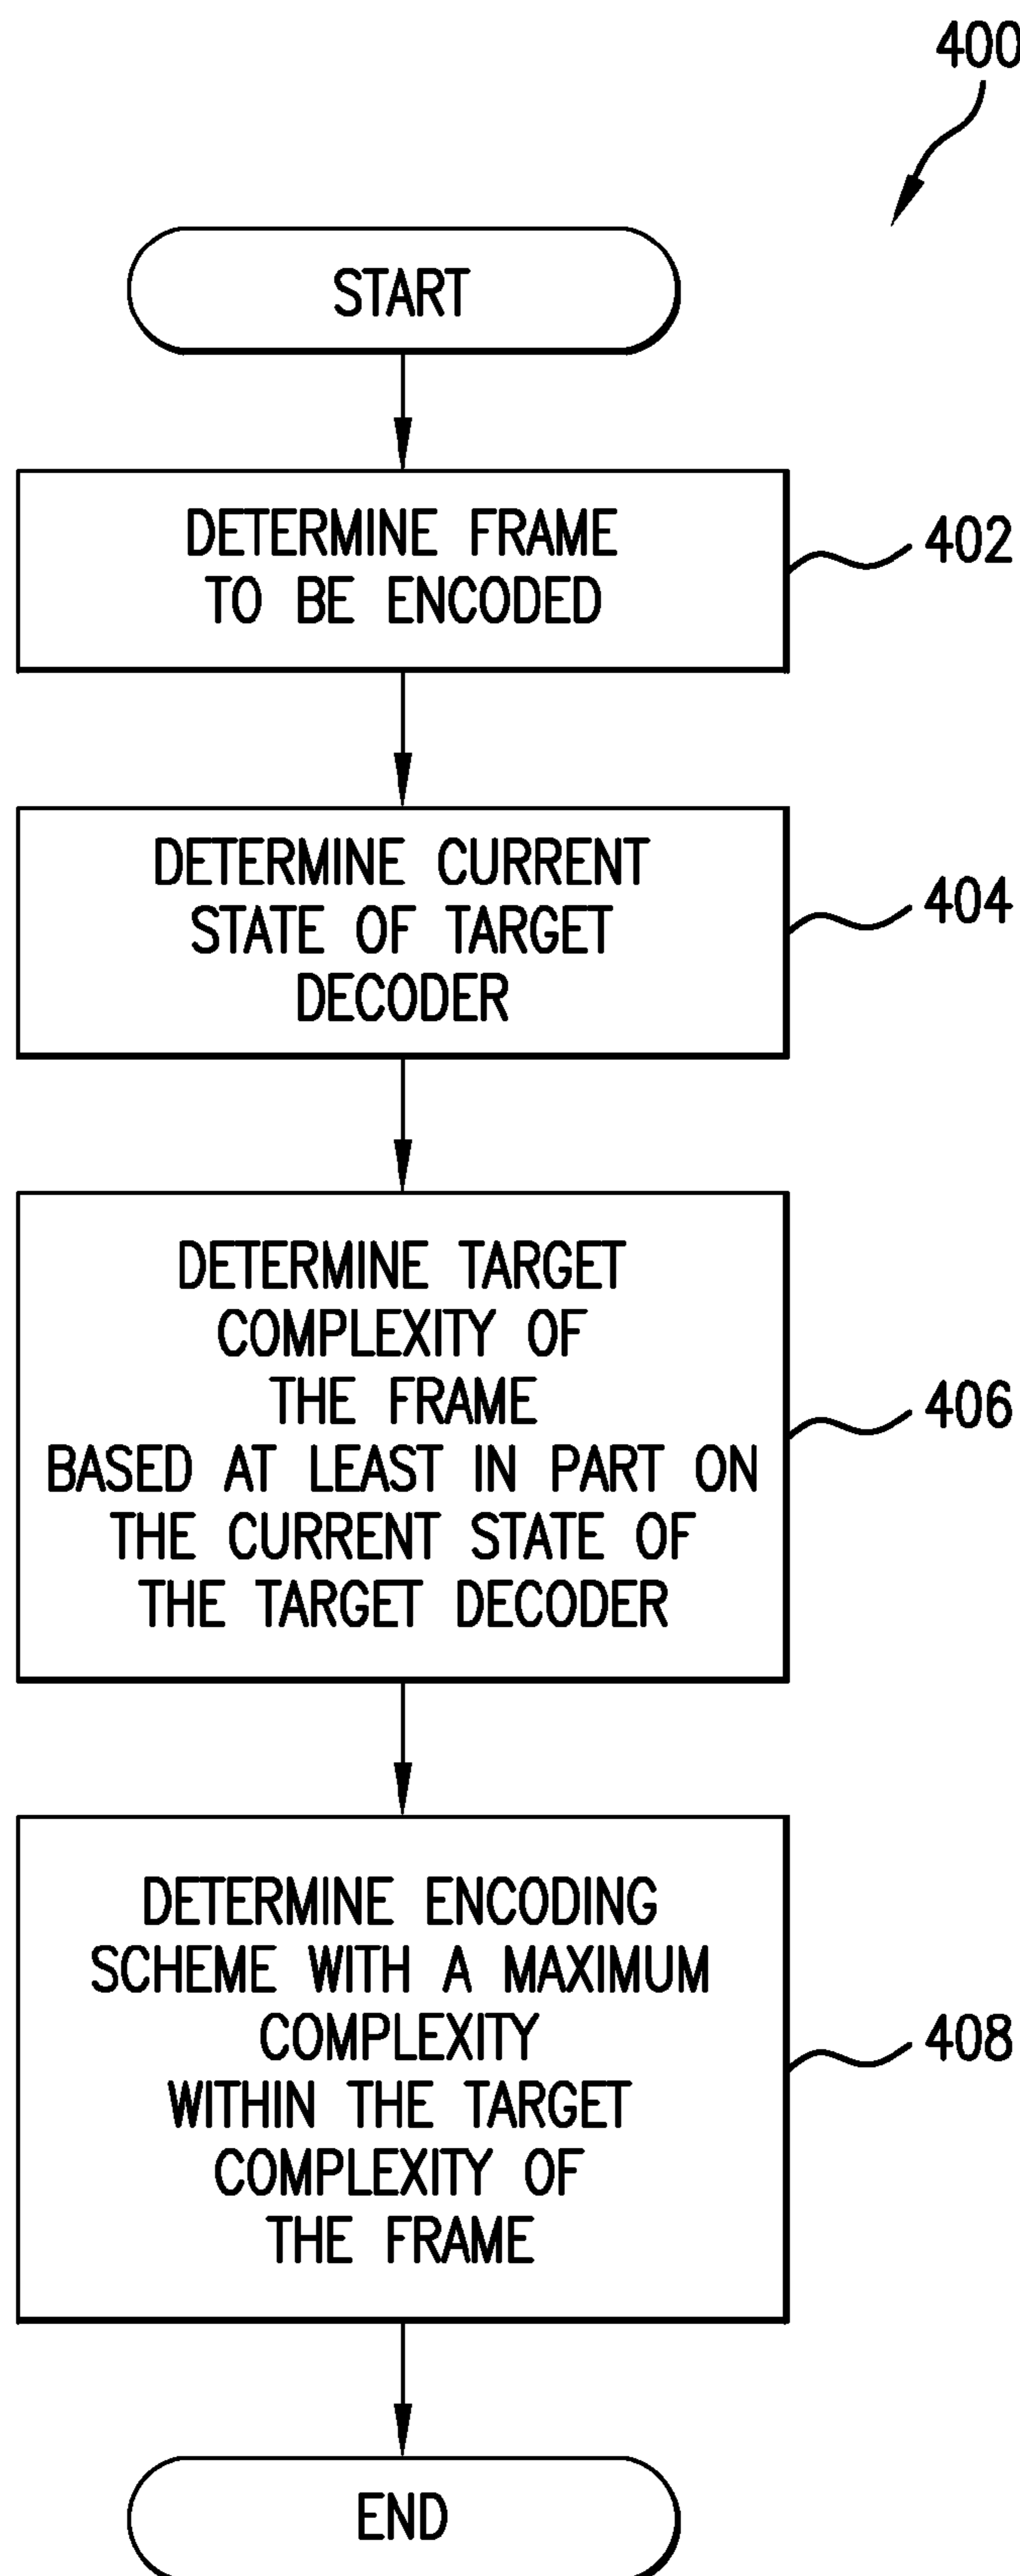 400
START
DETERMINE FRAME
TO BE ENCODED
402
DETERMINE CURRENT
STATE OF TARGET
DECODER
404
DETERMINE TARGET
COMPLEXITY OF
THE FRAME
BASED AT LEAST IN PART ON
THE CURRENT STATE OF
THE TARGET DECODER
406
DETERMINE ENCODING
SCHEME WITH A MAXIMUM
COMPLEXITY
WITHIN THE TARGET
COMPLEXITY OF
THE FRAME
408
END